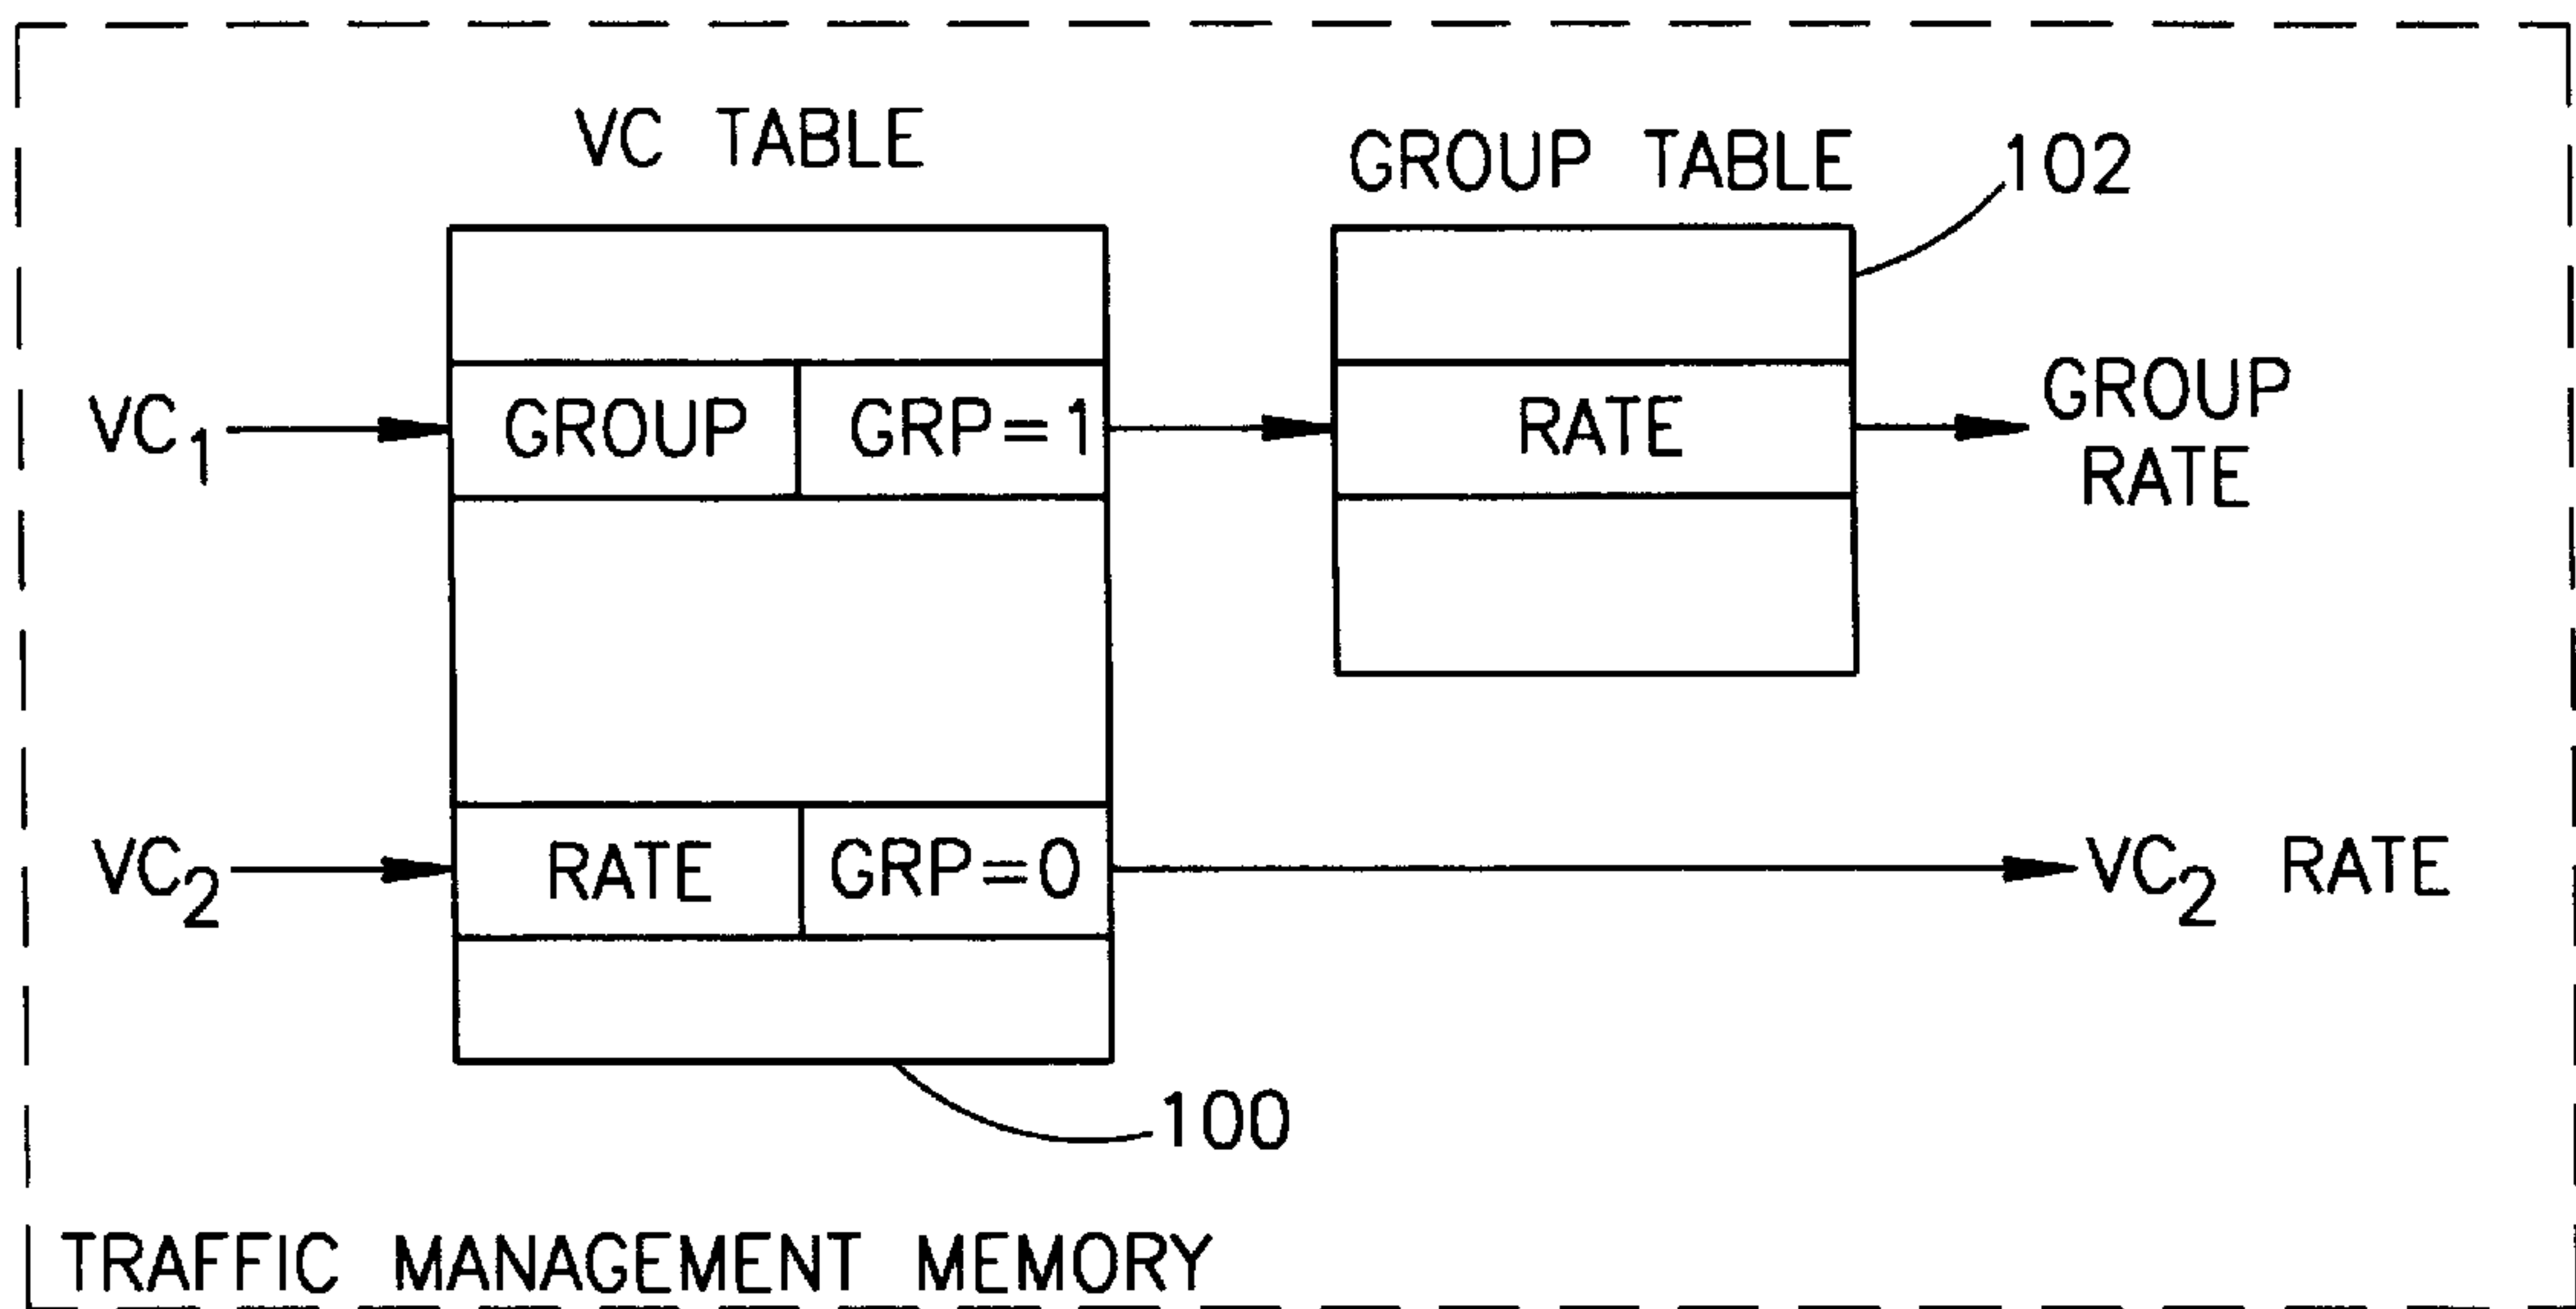 VC TABLE
GROUP TABLE
102
VC₁
GROUP
GRP=1
RATE
GROUP
RATE
VC₂
RATE
GRP=0
VC₂ RATE
100
TRAFFIC MANAGEMENT MEMORY